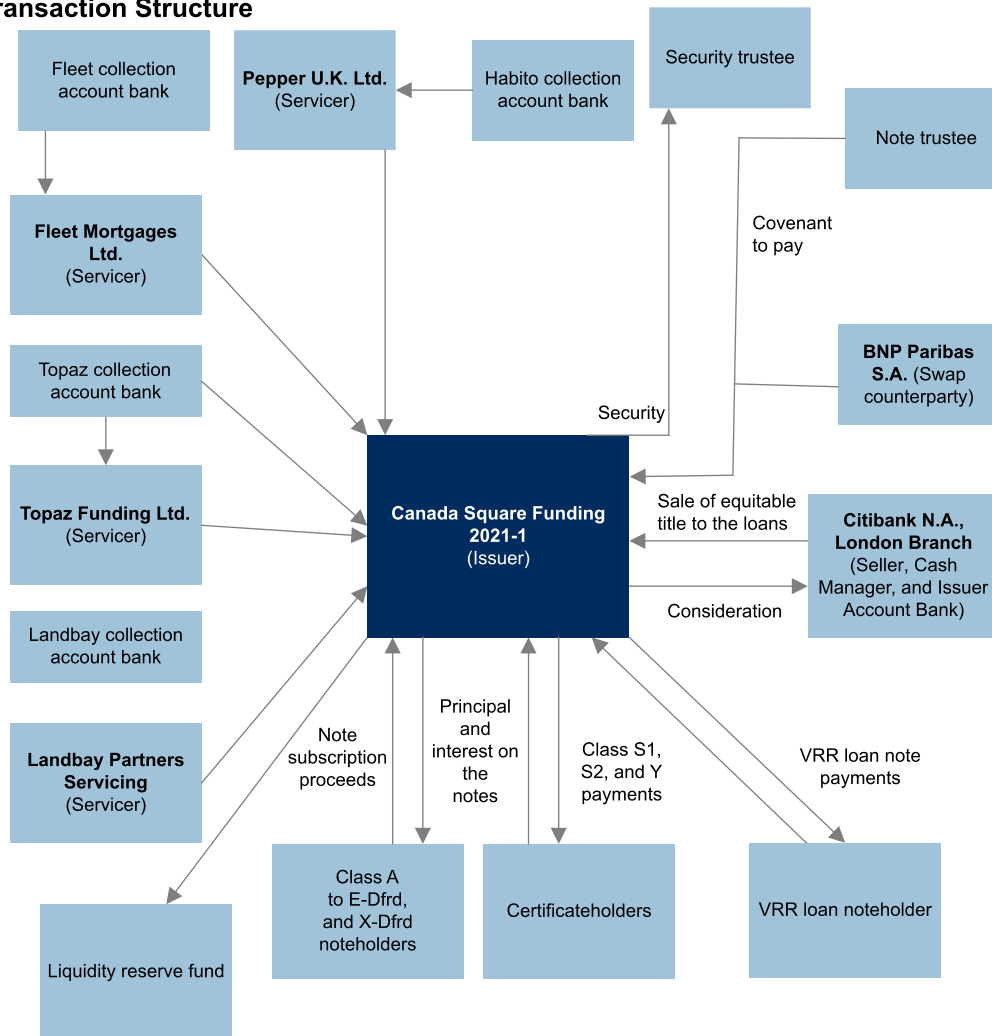 ransaction Structure
Fleet collection
account bank
Pepper U.K. Ltd.
(Servicer)
Habito collection
account bank
Security trustee
Note trustee
Fleet Mortgages
Ltd.
(Servicer)
Covenant
to pay
Topaz collection
account bank
BNP Paribas
S.A. (Swap
counterparty)
Security
Topaz Funding Ltd.
(Servicer)
Canada Square Funding
2021-1
(Issuer)
Sale of equitable
title to the loans
Citibank N.A.,
London Branch
(Seller, Cash
Manager, and Issuer
Account Bank)
Consideration
Landbay collection
account bank
Landbay Partners
Servicing
(Servicer)
Note
subscription
proceeds
Principal
and
interest on
the
notes
Class S1,
S2, and Y
payments
VRR loan note
payments
Liquidity reserve fund
Class A
to E-Dfrd,
and X-Dfrd
noteholders
Certificateholders
VRR loan noteholder